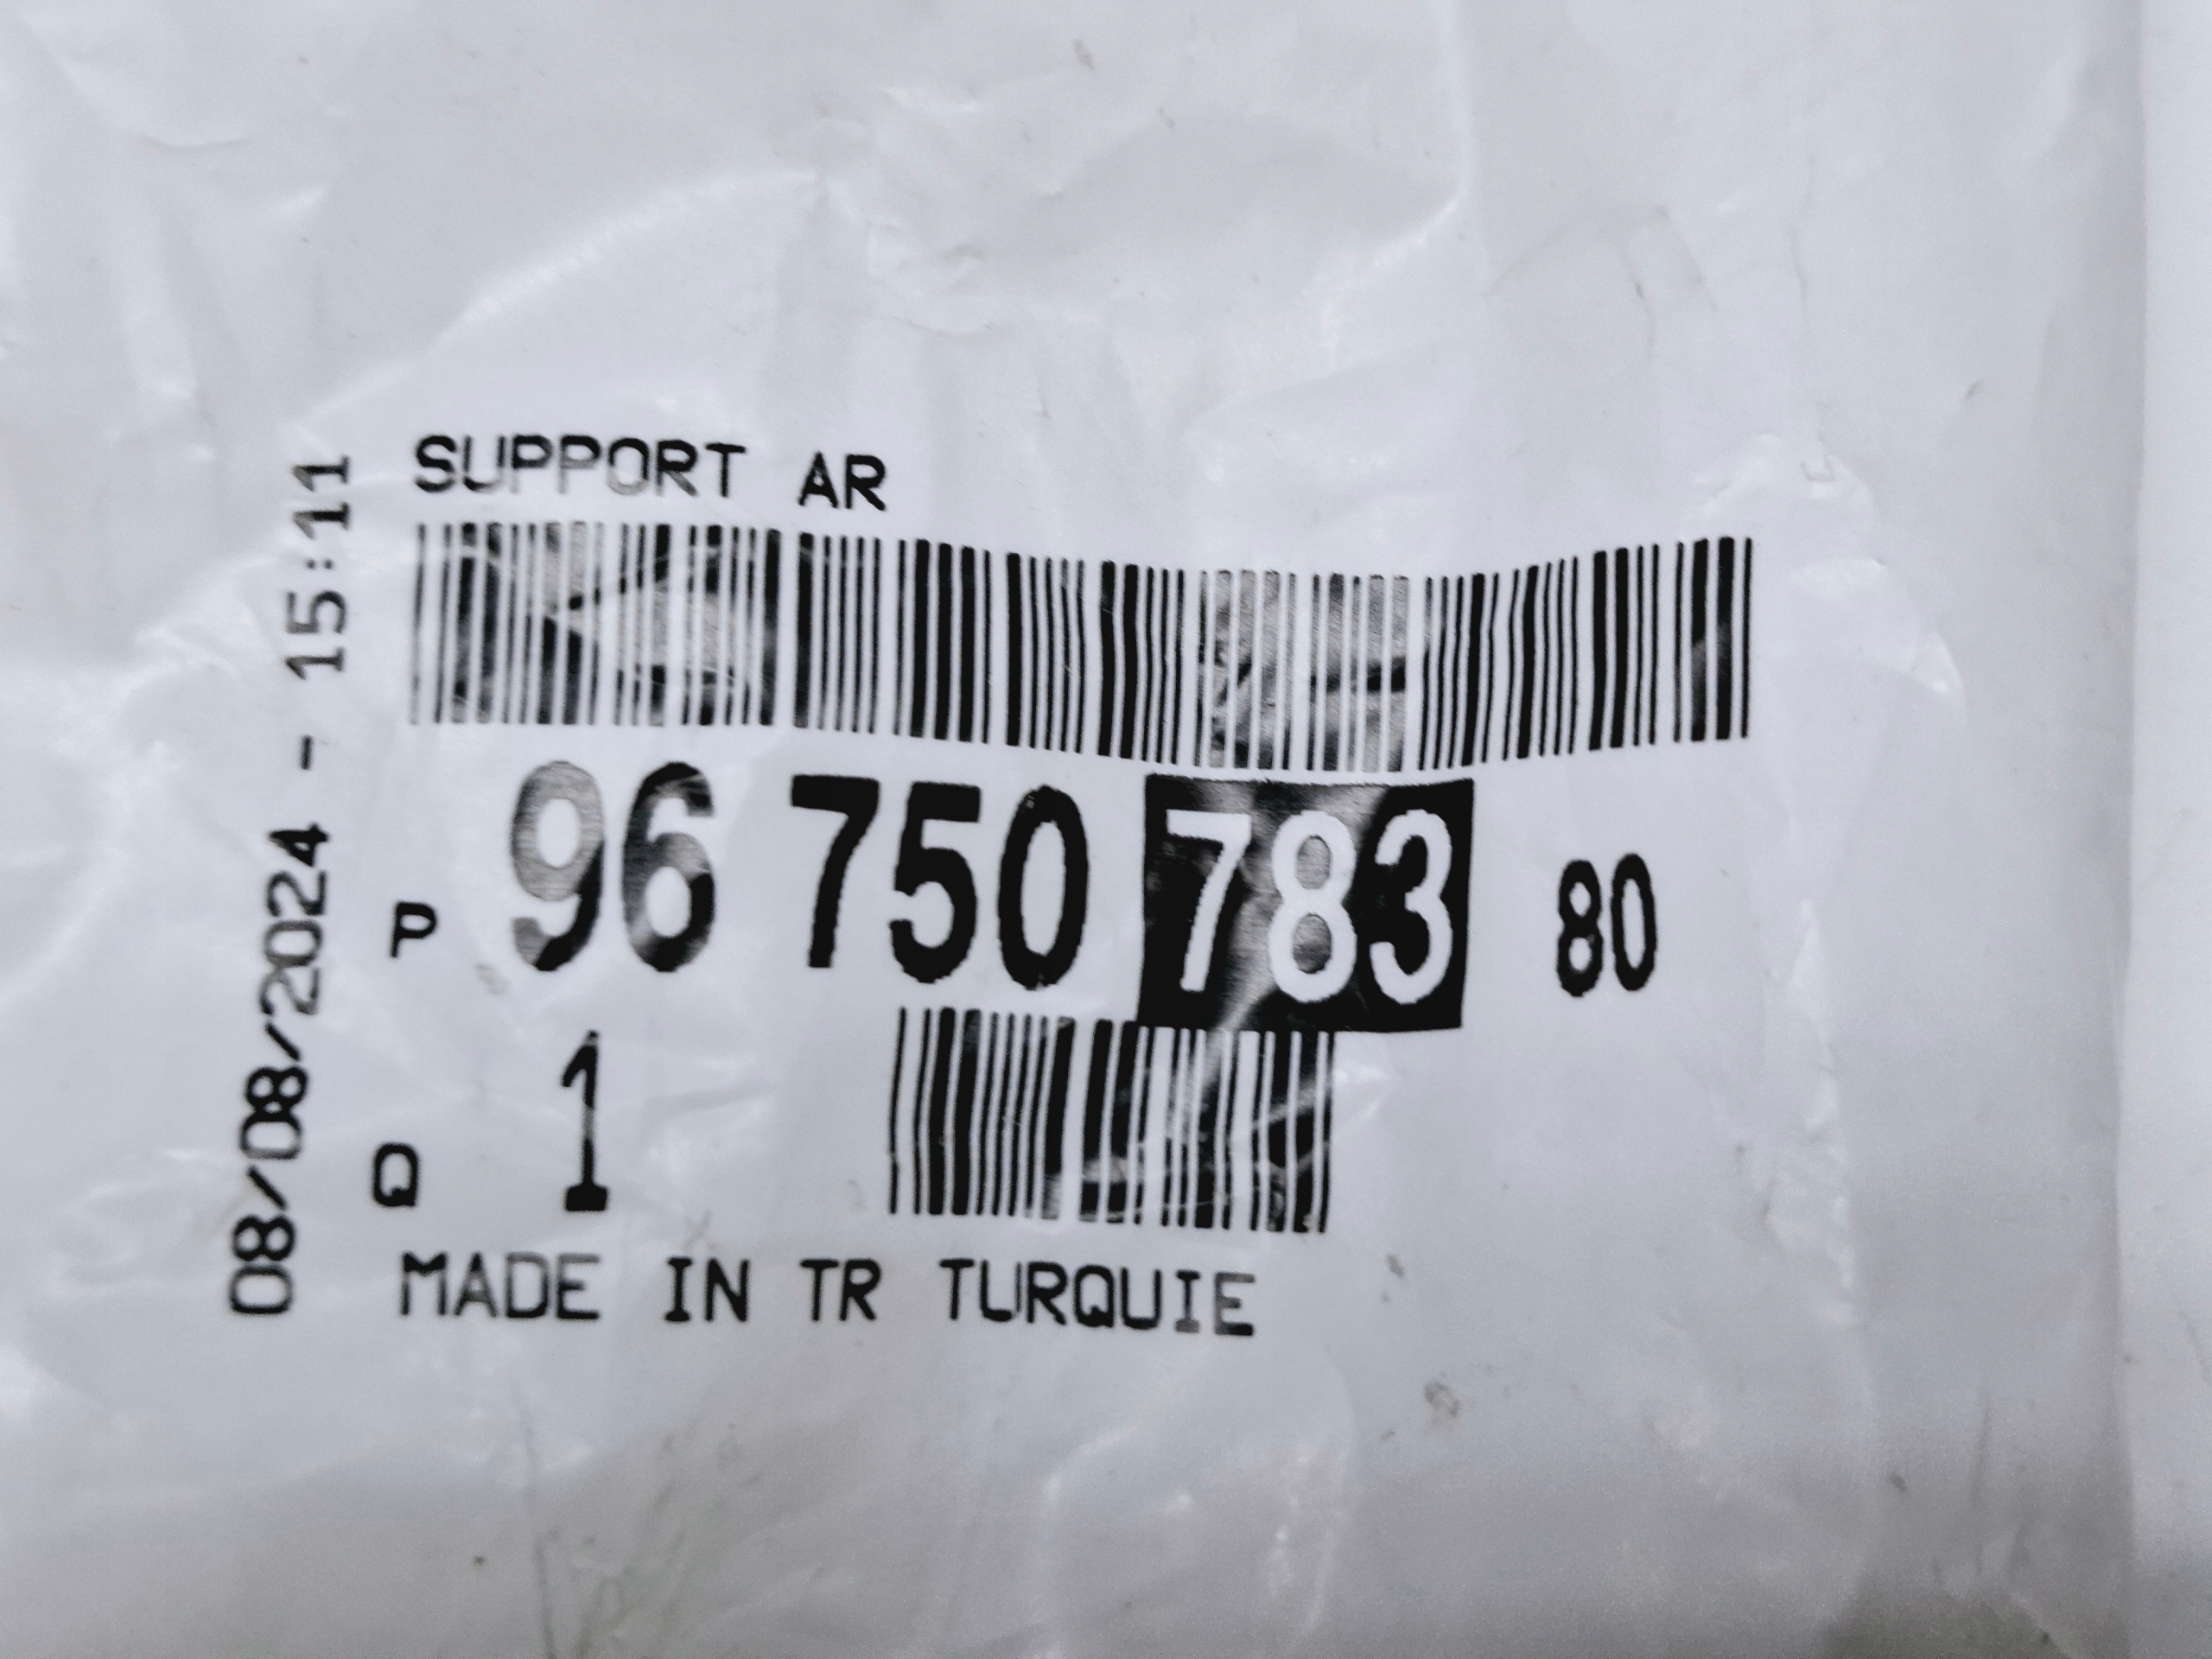 SUPPORT AR
P 96 750 783 80
Q 1
MADE IN TR TURQUIE
08/08/2024 - 15:11